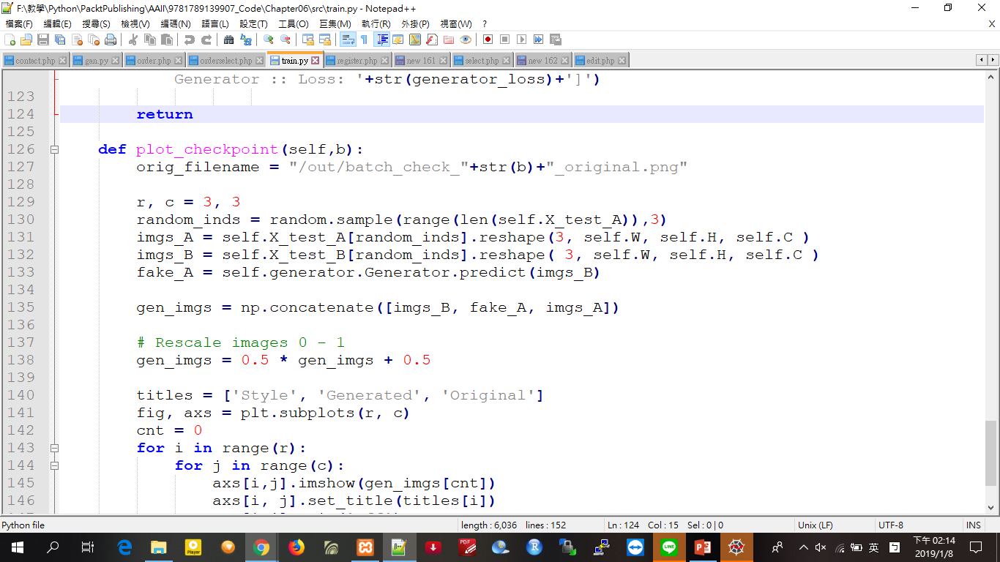 F:\教學\Python\PacktPublishing\AAII\9781789139907_Code\Chapter06\src\train.py - Notepad++
檔案(F) 編輯(E) 搜尋(S) 檢視(V) 編碼(N) 語言(L) 設定(T) 工具(O) 巨集(M) 執行(R) 外掛(P) 視窗(W) ? X
contact.php gan.py order.php orderselect.php train.py register.php new 161 select.php new 162 edit.php
Generator :: Loss: '+str(generator_loss)+']')
123
124 return
125
126 def plot_checkpoint(self,b):
127 orig_filename = "/out/batch_check_"+str(b)+"_original.png"
128
129 r, c = 3, 3
130 random_inds = random.sample(range(len(self.X_test_A)),3)
131 imgs_A = self.X_test_A[random_inds].reshape(3, self.W, self.H, self.C )
132 imgs_B = self.X_test_B[random_inds].reshape( 3, self.W, self.H, self.C )
133 fake_A = self.generator.Generator.predict(imgs_B)
134
135 gen_imgs = np.concatenate([imgs_B, fake_A, imgs_A])
136
137 # Rescale images 0 - 1
138 gen_imgs = 0.5 * gen_imgs + 0.5
139
140 titles = ['Style', 'Generated', 'Original']
141 fig, axs = plt.subplots(r, c)
142 cnt = 0
143 for i in range(r):
144 for j in range(c):
145 axs[i,j].imshow(gen_imgs[cnt])
146 axs[i, j].set_title(titles[i])
Python file length : 6,036 lines : 152 Ln : 124 Col : 15 Sel : 0 | 0 Unix (LF) UTF-8 INS
Player PDF R LINE 英 下午 02:14
2019/1/8